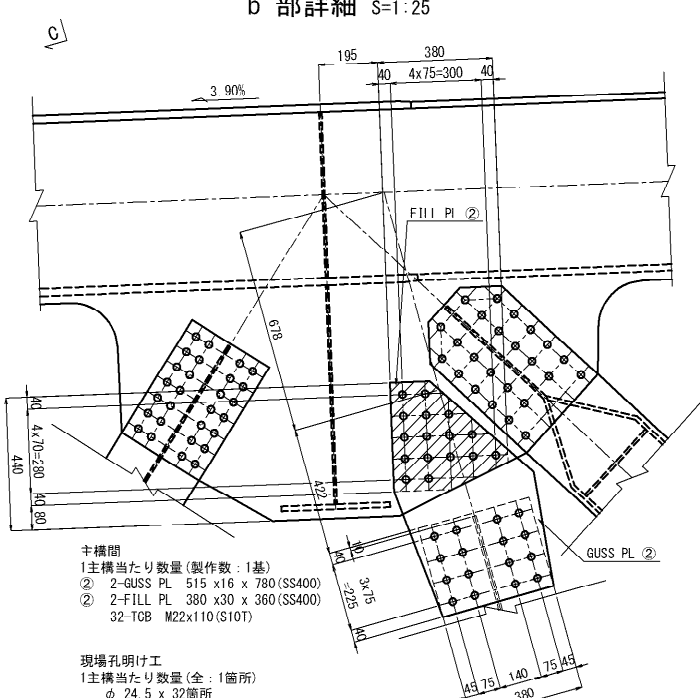 b 部詳細 S=1:25
C
195
380
40 4x75=300 40
3.90%
FILL Pl ②
678
40
4x70=280
440
40
80
422
40
10
3x75
=225
40
GUSS PL ②
主構間
1主構当たり数量(製作数:1基)
② 2-GUSS PL 515 x16 x 780(SS400)
② 2-FILL PL 380 x30 x 360(SS400)
32-TCB M22x110(S10T)
現場孔明け工
1主構当たり数量(全:1箇所)
φ 24.5 x 32箇所
45 75 140 75 45
380